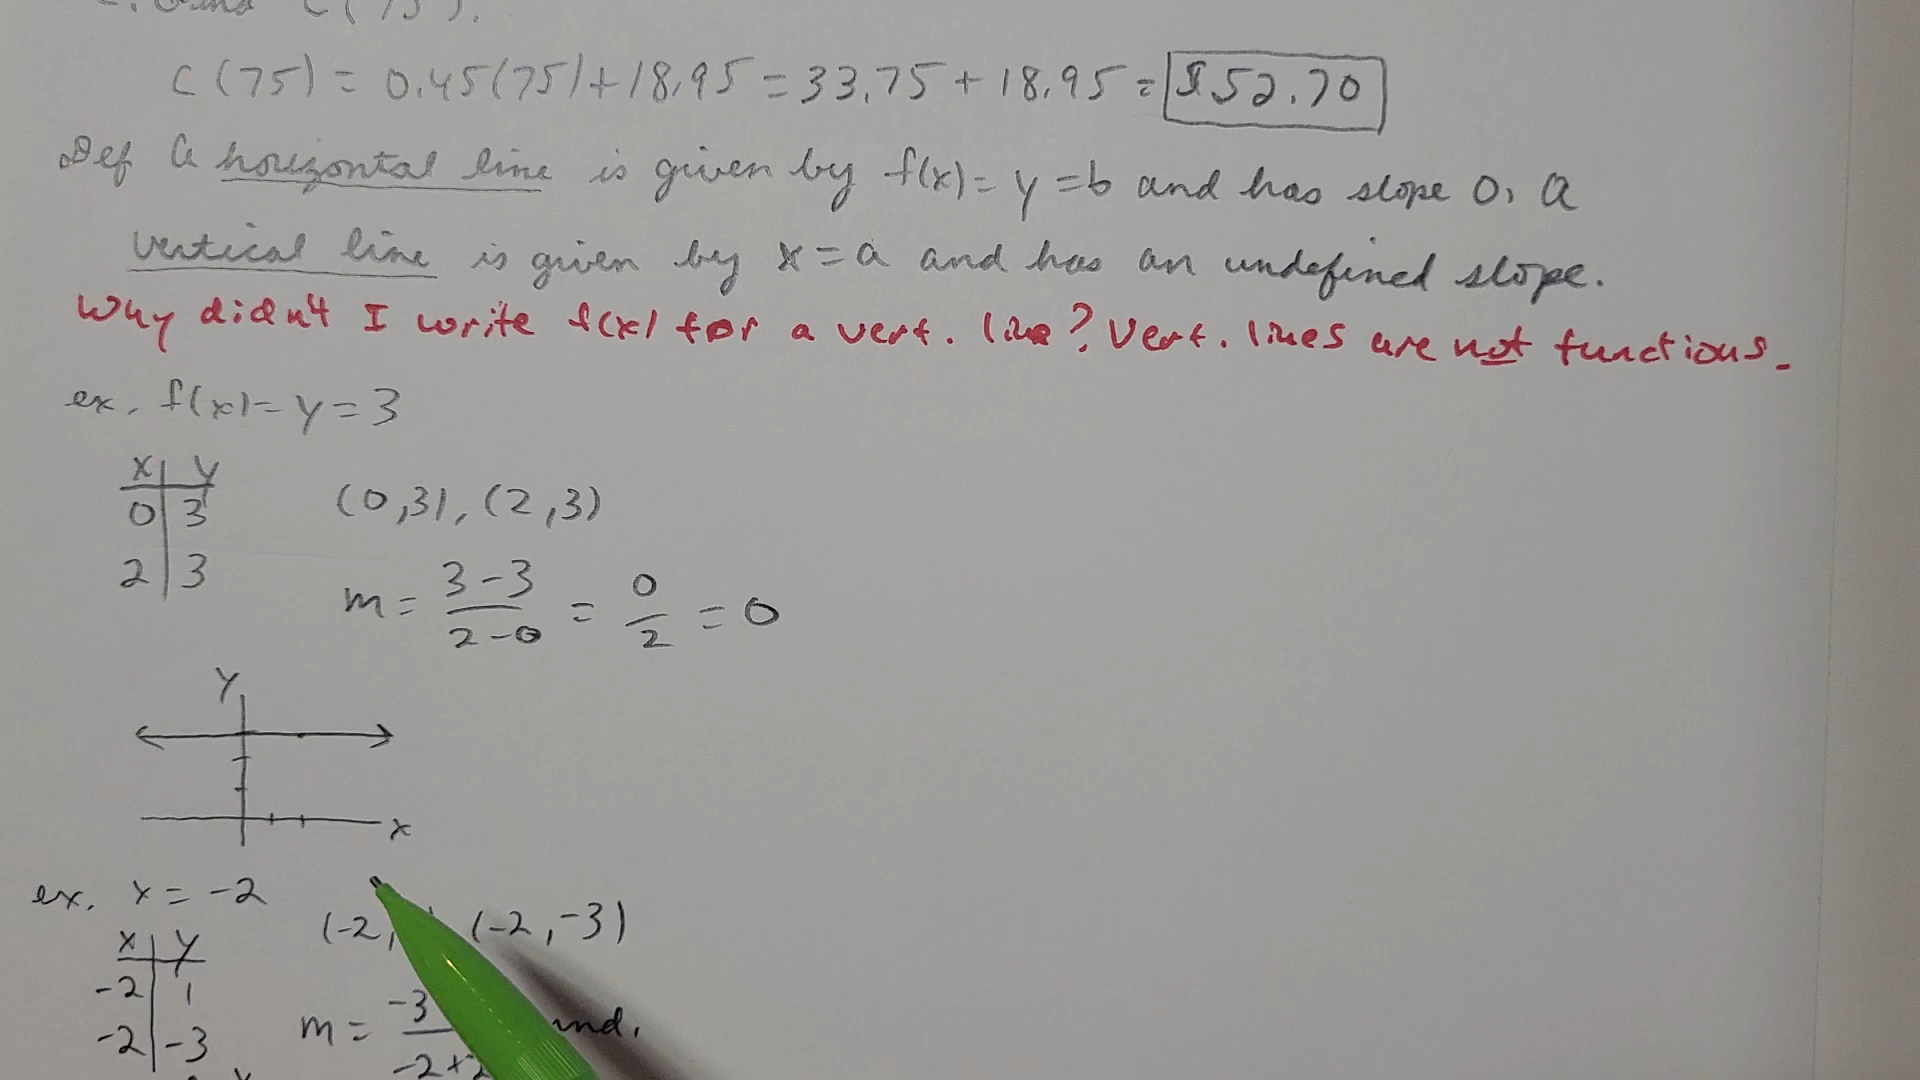 C(75).
C(75) = 0.45(75)+18.95 = 33.75 + 18.95 = $52.70
Def A horizontal line is given by f(x) = y = b and has slope 0. A
vertical line is given by x = a and has an undefined slope.
Why didn't I write f(x) for a vert. line? Vert. lines are not functions.
ex. f(x) = y = 3
x y
0 3 (0,3), (2,3)
2 3
m = 3-3/2-0 = 0/2 = 0
y
x
ex. x = -2
(-2, (-2,-3)
x y
-2 1
-2 -3
m = -3/-2+2 und.
y